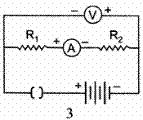 − V +
R1 + A − R2
( ) + −
3